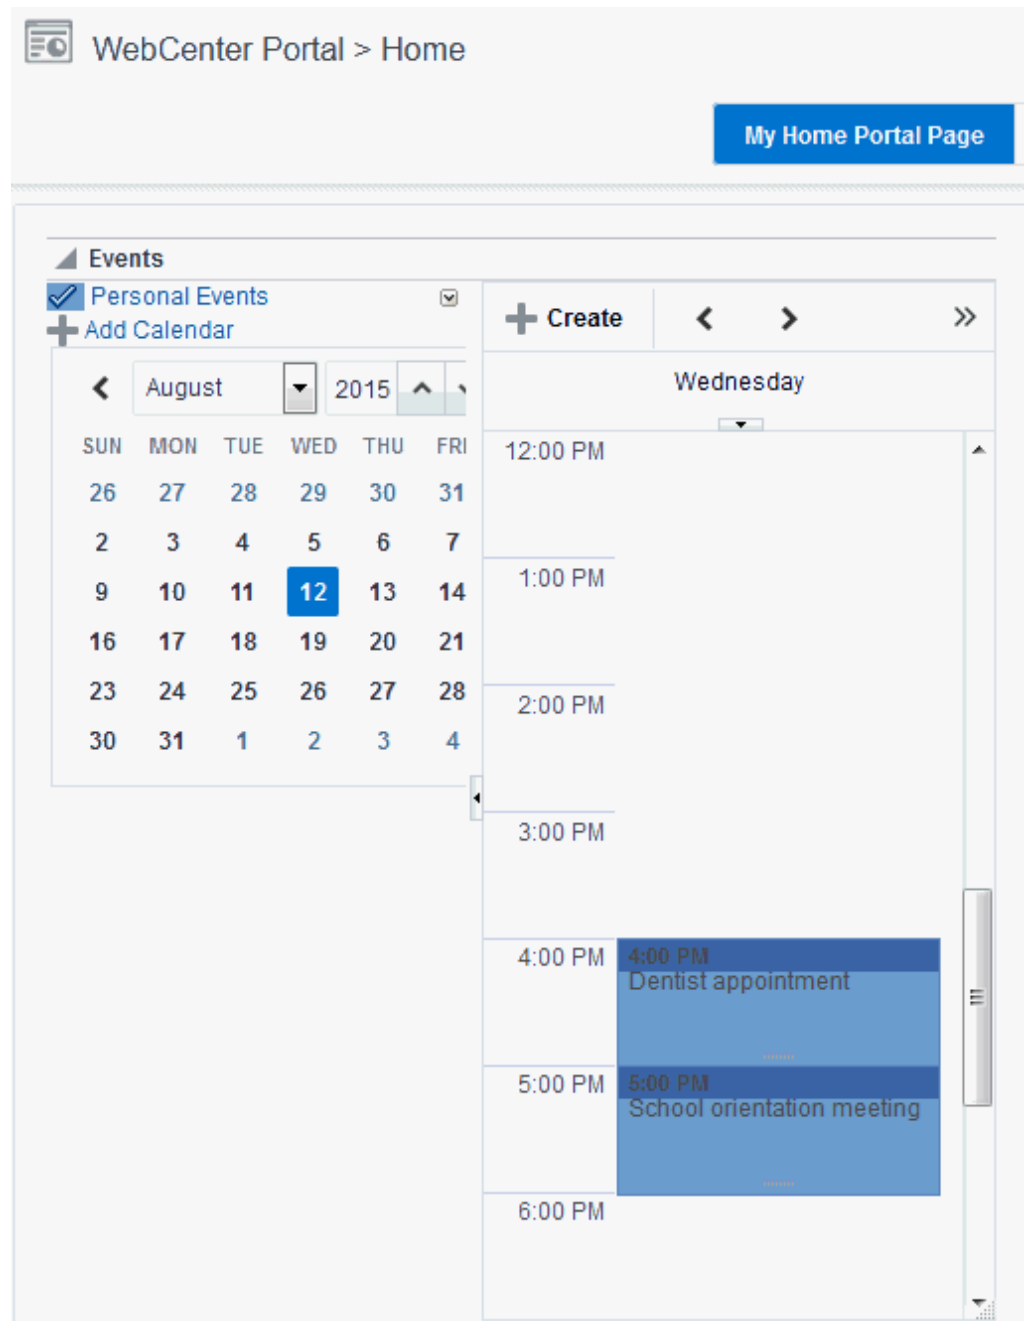 WebCenter Portal > Home
My Home Portal Page
Events
Personal Events
Add Calendar
August 2015
SUN MON TUE WED THU FRI
26 27 28 29 30 31
2 3 4 5 6 7
9 10 11 12 13 14
16 17 18 19 20 21
23 24 25 26 27 28
30 31 1 2 3 4
Create
Wednesday
12:00 PM
1:00 PM
2:00 PM
3:00 PM
4:00 PM
4:00 PM
Dentist appointment
5:00 PM
5:00 PM
School orientation meeting
6:00 PM